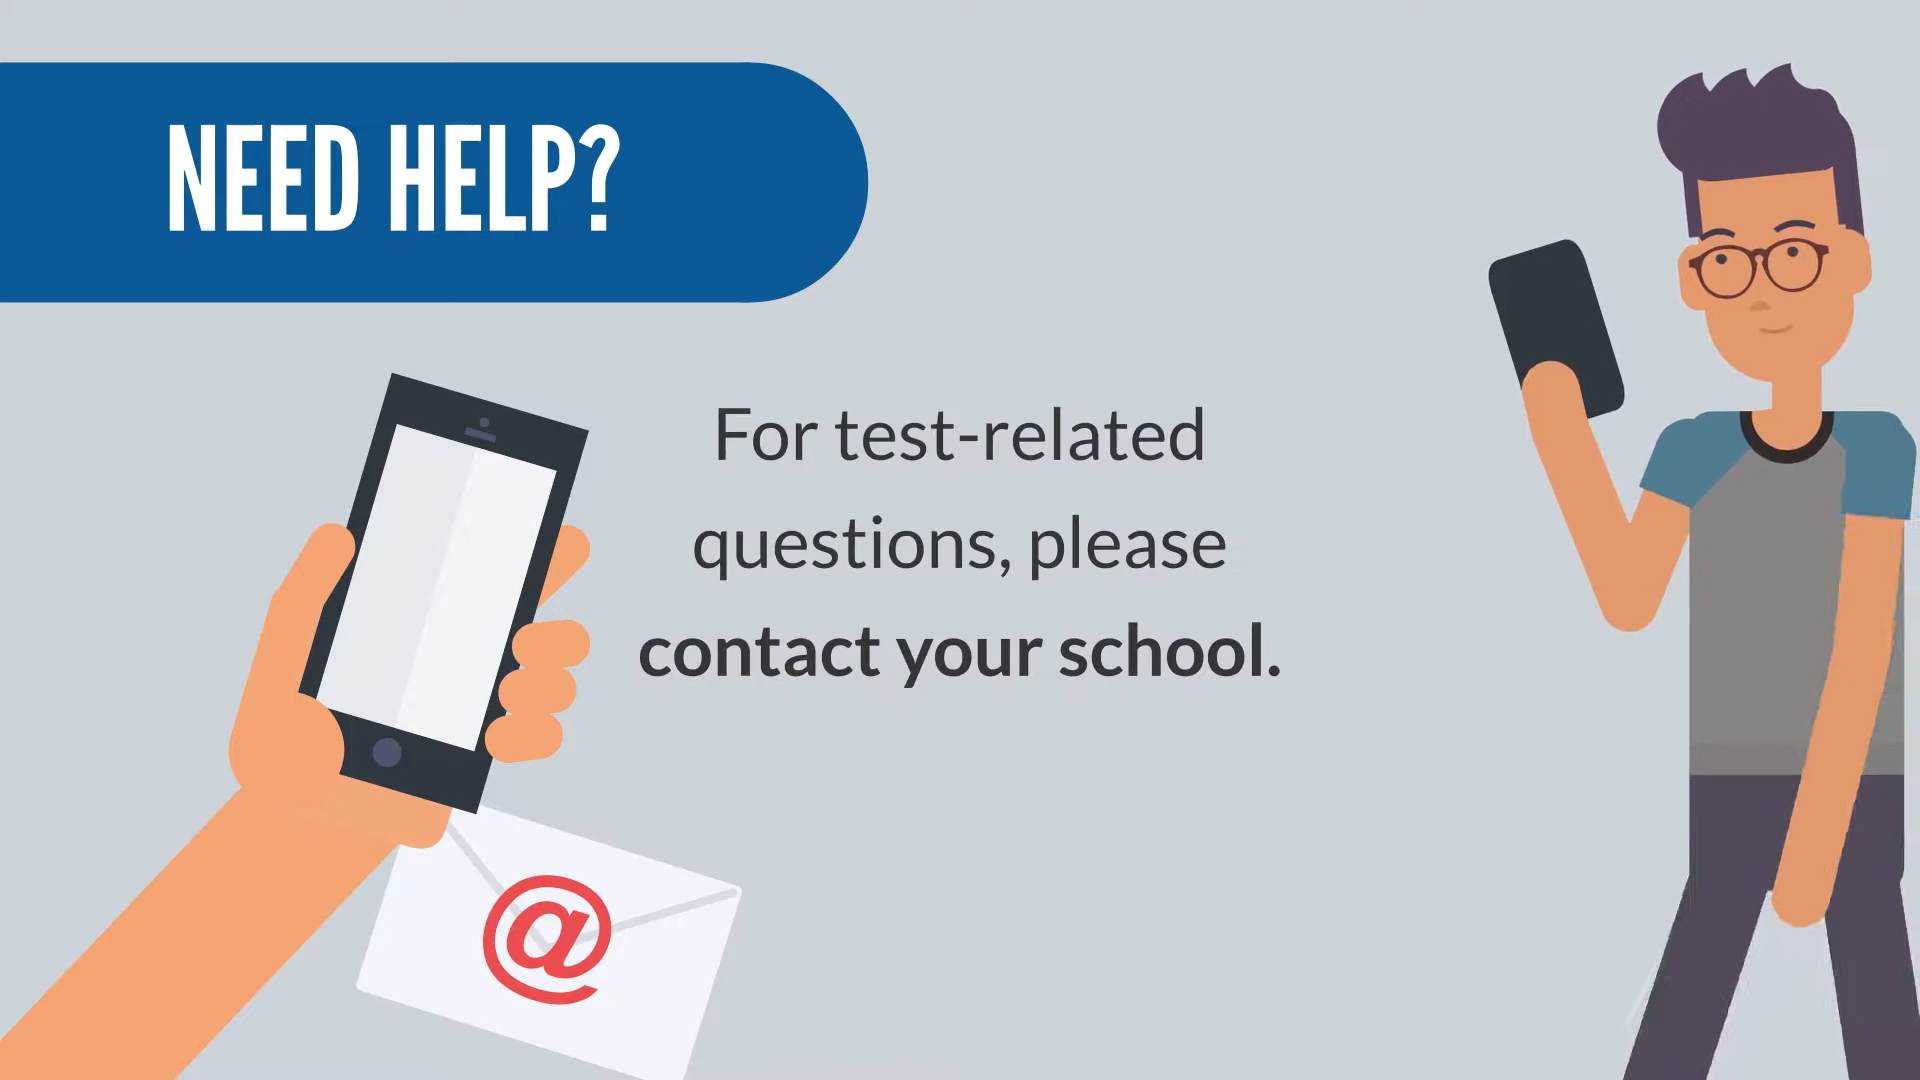 NEED HELP?
For test-related
questions, please
contact your school.
@